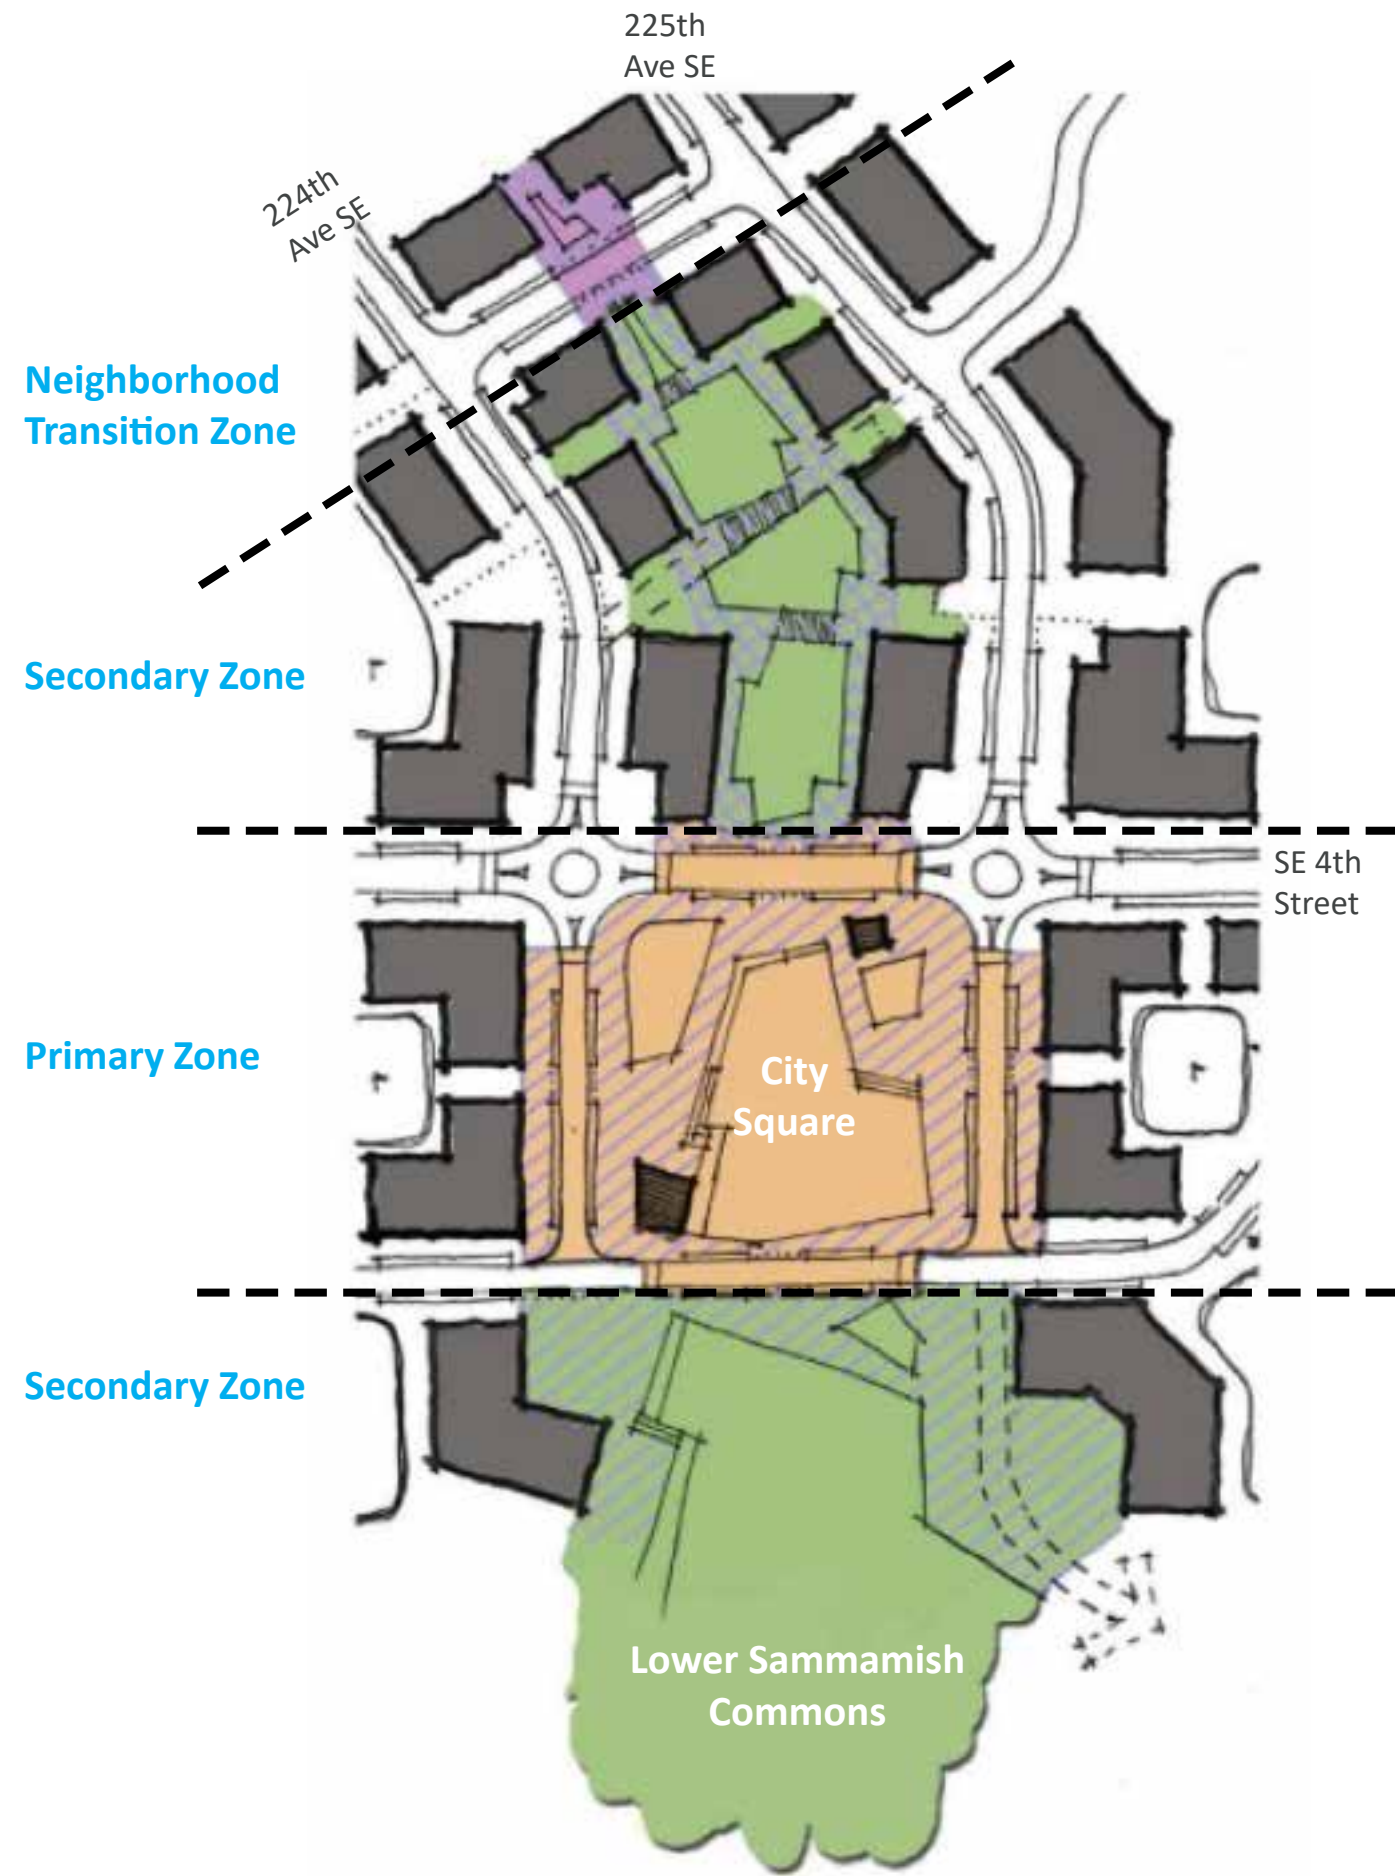 225th
Ave SE
224th
Ave SE
Neighborhood
Transition Zone
Secondary Zone
SE 4th
Street
Primary Zone
City
Square
Secondary Zone
Lower Sammamish
Commons